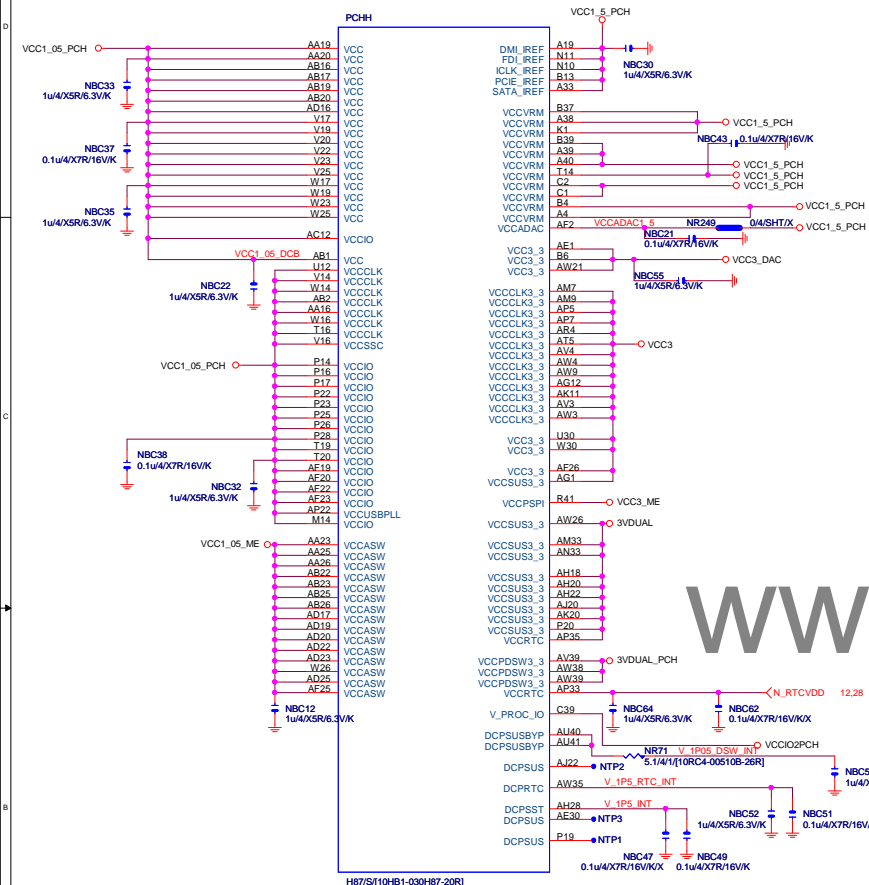 PCHH
VCC1_5_PCH
D
VCC1_05_PCH
AA19 VCC
AA20 VCC
AB16 VCC
AB17 VCC
AB19 VCC
AB20 VCC
AD16 VCC
V17 VCC
V19 VCC
V20 VCC
V22 VCC
V23 VCC
V25 VCC
W17 VCC
W19 VCC
W23 VCC
W25 VCC
AC12 VCCIO
VCC1_05_DCB
AB1 VCC
U12 VCCCLK
V14 VCCCLK
W14 VCCCLK
AB2 VCCCLK
AA16 VCCCLK
W16 VCCCLK
T16 VCCCLK
V16 VCCSSC
NBC33
1u/4/X5R/6.3V/K
NBC37
0.1u/4/X7R/16V/K
NBC35
1u/4/X5R/6.3V/K
NBC22
1u/4/X5R/6.3V/K
VCC1_05_PCH
P14 VCCIO
P16 VCCIO
P17 VCCIO
P22 VCCIO
P23 VCCIO
P25 VCCIO
P26 VCCIO
P28 VCCIO
T19 VCCIO
T20 VCCIO
AF19 VCCIO
AF20 VCCIO
AF22 VCCIO
AF23 VCCIO
AP22 VCCUSBPLL
M14 VCCIO
C
NBC38
0.1u/4/X7R/16V/K
NBC32
1u/4/X5R/6.3V/K
VCC1_05_ME
AA23 VCCASW
AA25 VCCASW
AA26 VCCASW
AB22 VCCASW
AB23 VCCASW
AB25 VCCASW
AB26 VCCASW
AD17 VCCASW
AD19 VCCASW
AD20 VCCASW
AD22 VCCASW
AD23 VCCASW
W26 VCCASW
AD25 VCCASW
AF25 VCCASW
NBC12
1u/4/X5R/6.3V/K
B
DMI_IREF A19
FDI_IREF N11
ICLK_IREF N10
PCIE_IREF B13
SATA_IREF A33
NBC30
1u/4/X5R/6.3V/K
VCCVRM B37
VCCVRM A38
VCCVRM K1
VCCVRM B39
VCCVRM A39
VCCVRM A40
VCCVRM T14
VCCVRM C2
VCCVRM C1
VCCVRM B4
VCCVRM A4
VCCADAC AF2
VCC1_5_PCH
NBC43 0.1u/4/X7R/16V/K
VCC1_5_PCH
VCC1_5_PCH
VCC1_5_PCH
VCC1_5_PCH
VCCADAC1_5 NR249 0/4/SHT/X VCC1_5_PCH
NBC21
0.1u/4/X7R/16V/K
VCC3_3 AE1
VCC3_3 B6
VCC3_3 AW21
VCC3_DAC
NBC55
1u/4/X5R/6.3V/K
VCCCLK3_3 AM7
VCCCLK3_3 AM9
VCCCLK3_3 AP5
VCCCLK3_3 AP7
VCCCLK3_3 AR4
VCCCLK3_3 AT5
VCCCLK3_3 AV4
VCCCLK3_3 AW4
VCCCLK3_3 AW9
VCCCLK3_3 AG12
VCCCLK3_3 AK11
VCCCLK3_3 AV3
VCCCLK3_3 AW3
VCC3
VCC3_3 U30
VCC3_3 W30
VCC3_3 AF26
VCCSUS3_3 AG1
VCCPSPI R41 VCC3_ME
VCCSUS3_3 AW26 3VDUAL
VCCSUS3_3 AM33
VCCSUS3_3 AN33
VCCSUS3_3 AH18
VCCSUS3_3 AH20
VCCSUS3_3 AH22
VCCSUS3_3 AJ20
VCCSUS3_3 AK20
VCCSUS3_3 P20
VCCRTC AP35
WW
VCCPDSW3_3 AV39 3VDUAL_PCH
VCCPDSW3_3 AW38
VCCPDSW3_3 AW39
VCCRTC AP33 N_RTCVDD 12,28
NBC64
1u/4/X5R/6.3V/K
NBC62
0.1u/4/X7R/16V/K/X
V_PROC_IO C39
VCCIO2PCH
DCPSUSBYP AU40
DCPSUSBYP AU41
NR71 V_1P05_DSW_INT
5.1/4/1/[10RC4-00510B-26R]
DCPSUS AJ22 NTP2
NBC5
1u/4/X
DCPRTC AW35 V_1P5_RTC_INT
NBC52
1u/4/X5R/6.3V/K
NBC51
0.1u/4/X7R/16V/
DCPSST AH28 V_1P5_INT
DCPSUS AE30 NTP3
DCPSUS P19 NTP1
NBC47
0.1u/4/X7R/16V/K/X
NBC49
0.1u/4/X7R/16V/K
H87/S/[10HB1-030H87-20R]